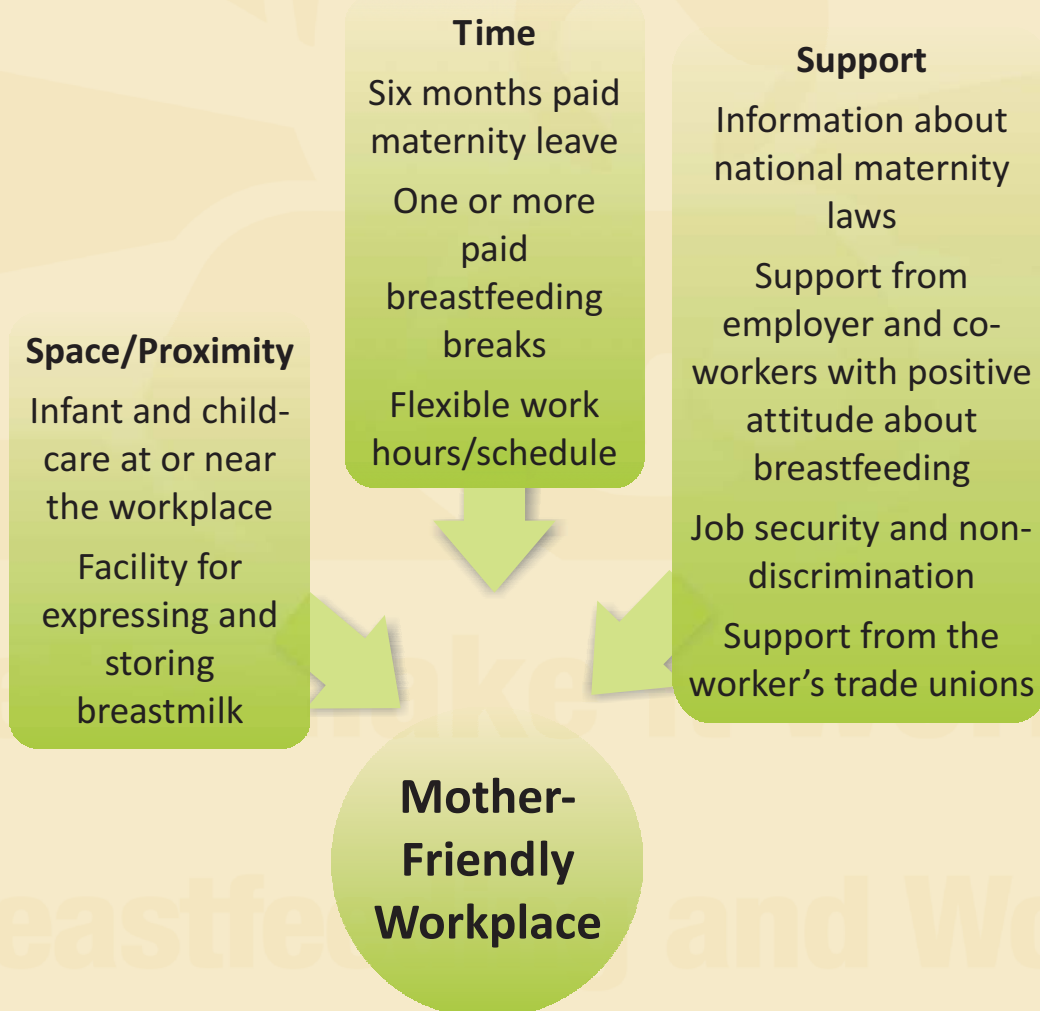 Time
Six months paid
maternity leave
One or more
paid
breastfeeding
breaks
Flexible work
hours/schedule
Support
Information about
national maternity
laws
Support from
employer and co-
workers with positive
attitude about
breastfeeding
Job security and non-
discrimination
Support from the
worker’s trade unions
Space/Proximity
Infant and child-
care at or near
the workplace
Facility for
expressing and
storing
breastmilk
Mother-
Friendly
Workplace